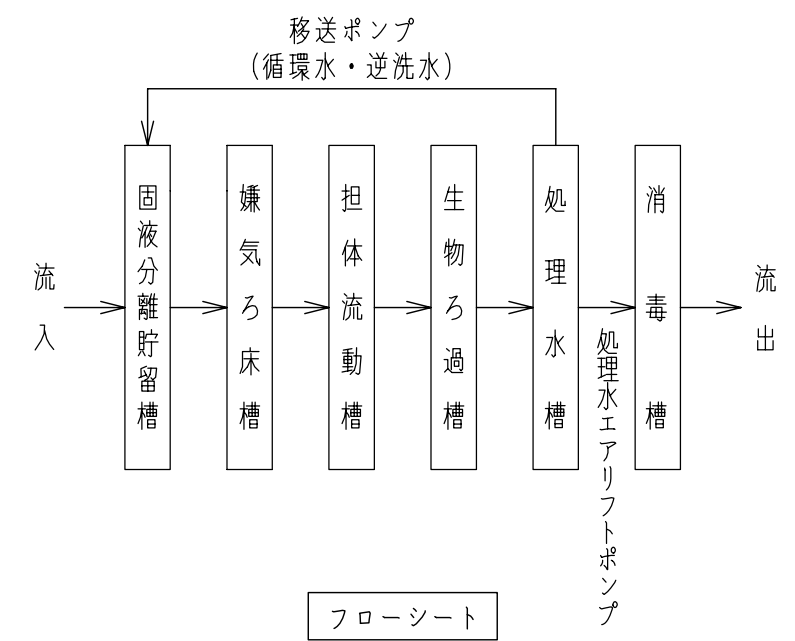 移送ポンプ
(循環水・逆洗水)
流入
固液分離貯留槽
嫌気ろ床槽
担体流動槽
生物ろ過槽
処理水槽
処理水エアリフトポンプ
消毒槽
流出
フローシート